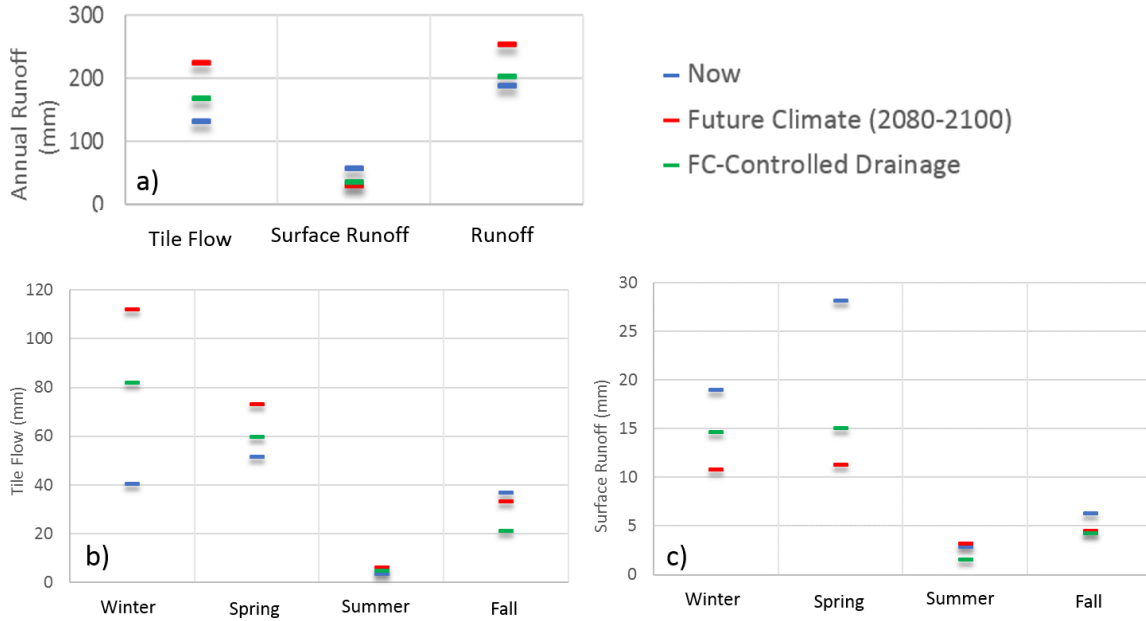 Annual Runoff
(mm)
300
200
100
0
a)
Tile Flow
Surface Runoff
Runoff
Now
Future Climate (2080-2100)
FC-Controlled Drainage
Tile Flow (mm)
120
100
80
60
40
20
0
b)
Winter
Spring
Summer
Fall
Surface Runoff (mm)
30
25
20
15
10
5
0
c)
Winter
Spring
Summer
Fall